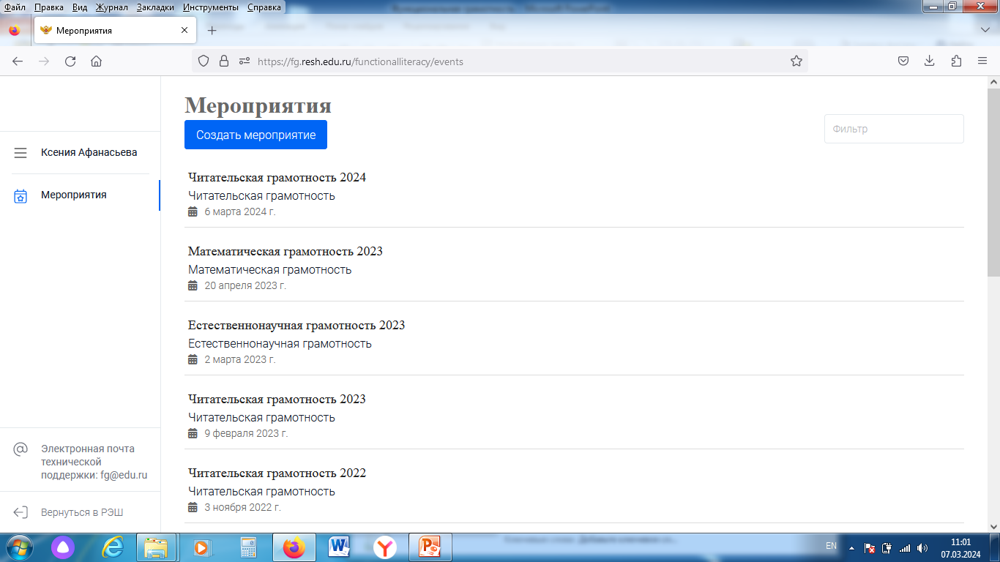 Файл Правка Вид Журнал Закладки Инструменты Справка
Мероприятия
https://fg.resh.edu.ru/functionalliteracy/events
Мероприятия
Создать мероприятие
Фильтр
Ксения Афанасьева
Мероприятия
Читательская грамотность 2024
Читательская грамотность
6 марта 2024 г.
Математическая грамотность 2023
Математическая грамотность
20 апреля 2023 г.
Естественнонаучная грамотность 2023
Естественнонаучная грамотность
2 марта 2023 г.
Читательская грамотность 2023
Читательская грамотность
9 февраля 2023 г.
Читательская грамотность 2022
Читательская грамотность
3 ноября 2022 г.
Электронная почта
технической
поддержки: fg@edu.ru
Вернуться в РЭШ
EN
11:01
07.03.2024